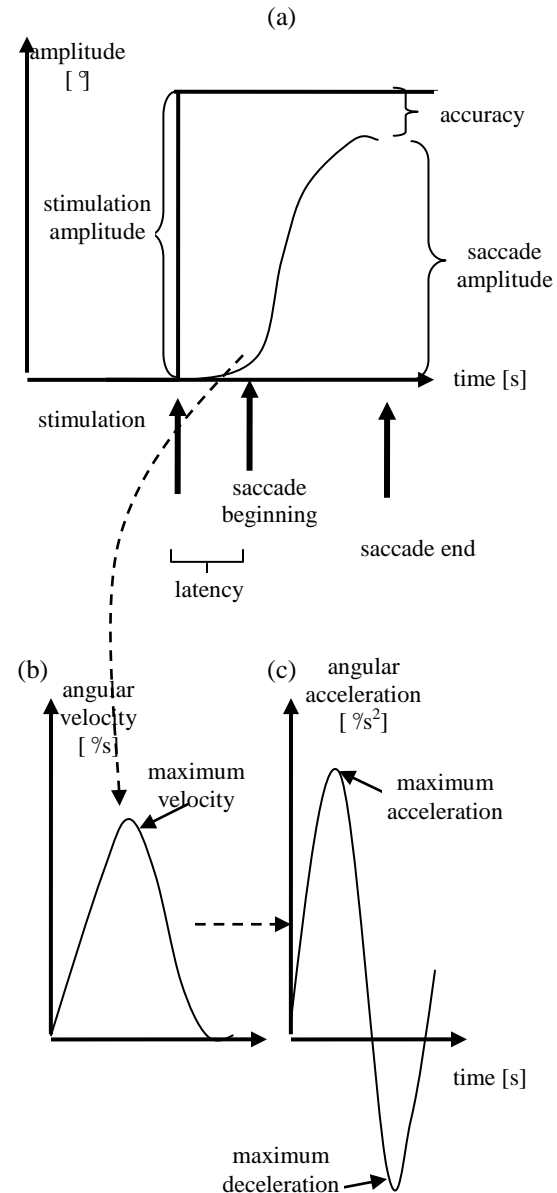 (a)
amplitude
[ °]
accuracy
stimulation
amplitude
saccade
amplitude
time [s]
stimulation
saccade
beginning
saccade end
latency
(b)
angular
velocity
[ °/s]
maximum
velocity
(c)
angular
acceleration
[ °/s²]
maximum
acceleration
time [s]
maximum
deceleration